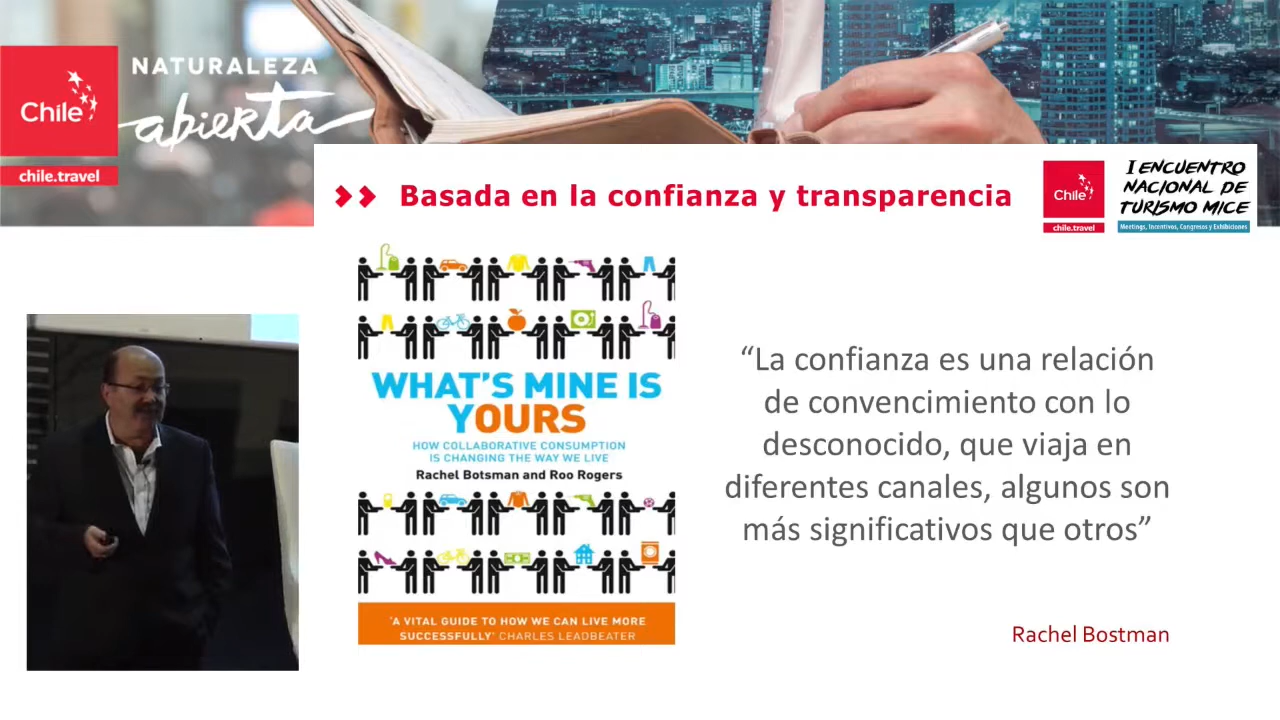 NATURALEZA
abierta
Chile
chile.travel
Basada en la confianza y transparencia
Chile
chile.travel
I ENCUENTRO
NACIONAL DE
TURISMO MICE
Meetings, Incentivos, Congresos y Exhibiciones
WHAT'S MINE IS
YOURS
HOW COLLABORATIVE CONSUMPTION
IS CHANGING THE WAY WE LIVE
Rachel Botsman and Roo Rogers
'A VITAL GUIDE TO HOW WE CAN LIVE MORE
SUCCESSFULLY' CHARLES LEADBEATER
“La confianza es una relación
de convencimiento con lo
desconocido, que viaja en
diferentes canales, algunos son
más significativos que otros”
Rachel Bostman